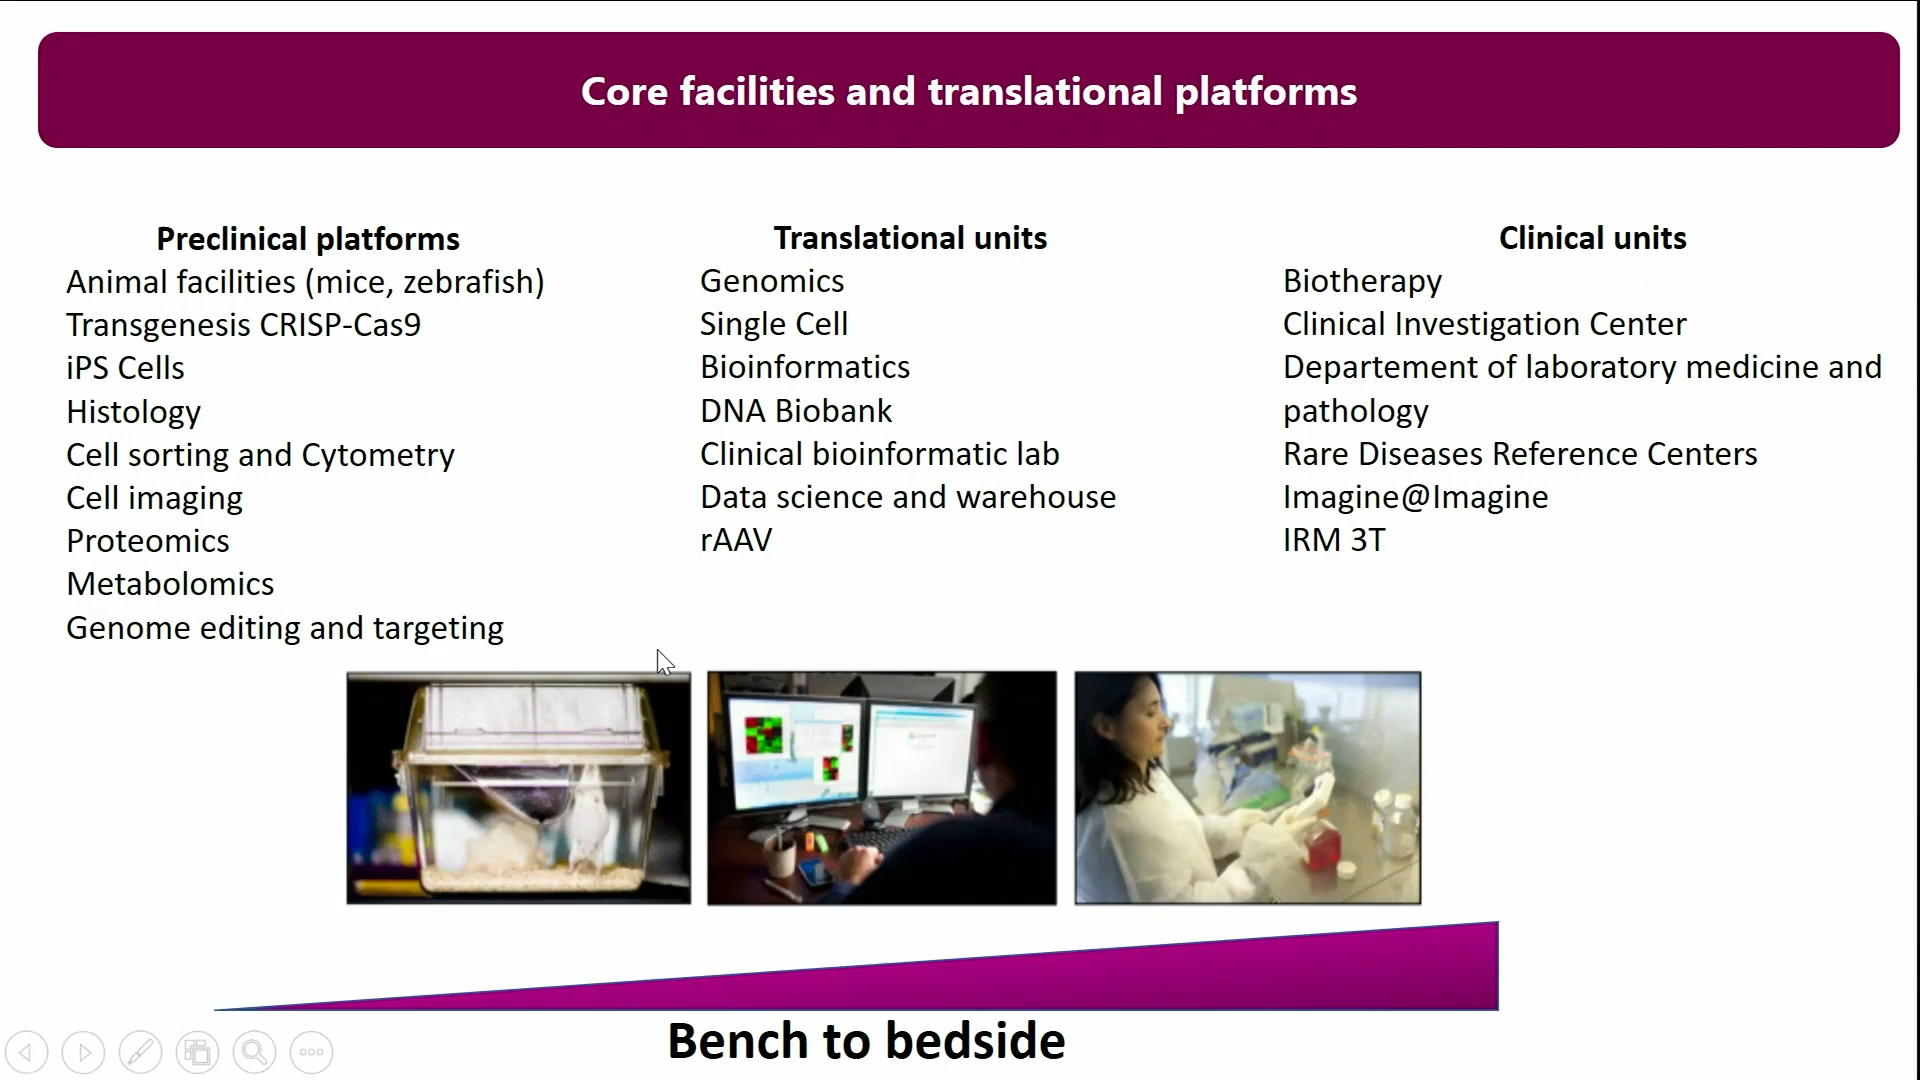 Core facilities and translational platforms
Preclinical platforms
Animal facilities (mice, zebrafish)
Transgenesis CRISP-Cas9
iPS Cells
Histology
Cell sorting and Cytometry
Cell imaging
Proteomics
Metabolomics
Genome editing and targeting
Translational units
Genomics
Single Cell
Bioinformatics
DNA Biobank
Clinical bioinformatic lab
Data science and warehouse
rAAV
Clinical units
Biotherapy
Clinical Investigation Center
Departement of laboratory medicine and
pathology
Rare Diseases Reference Centers
Imagine@Imagine
IRM 3T
Bench to bedside